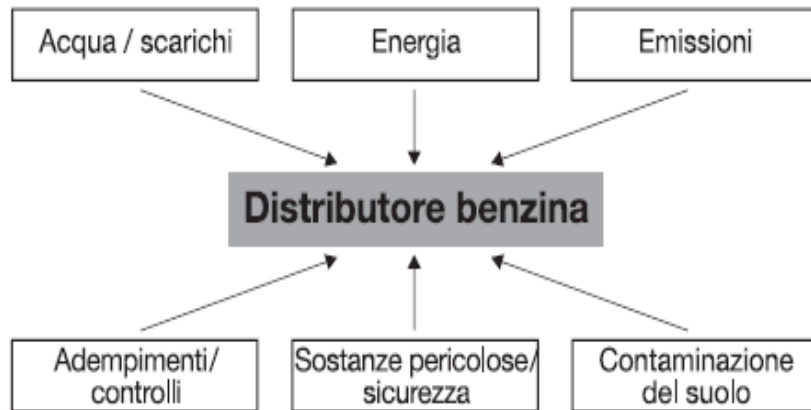 Acqua / scarichi
Energia
Emissioni
Distributore benzina
Adempimenti/
controlli
Sostanze pericolose/
sicurezza
Contaminazione
del suolo